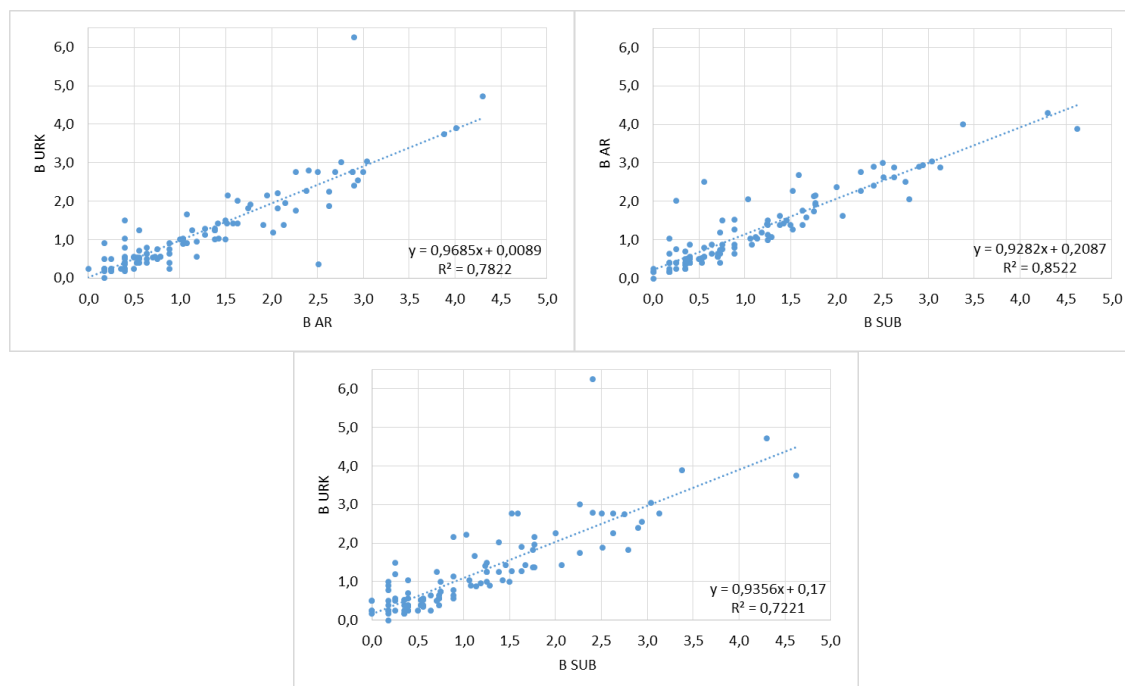 6,0
5,0
4,0
3,0
2,0
1,0
0,0
B URK
0,0 0,5 1,0 1,5 2,0 2,5 3,0 3,5 4,0 4,5 5,0
B AR
y = 0,9685x + 0,0089
R² = 0,7822
6,0
5,0
4,0
3,0
2,0
1,0
0,0
B AR
0,0 0,5 1,0 1,5 2,0 2,5 3,0 3,5 4,0 4,5 5,0
B SUB
y = 0,9282x + 0,2087
R² = 0,8522
6,0
5,0
4,0
3,0
2,0
1,0
0,0
B URK
0,0 0,5 1,0 1,5 2,0 2,5 3,0 3,5 4,0 4,5 5,0
B SUB
y = 0,9356x + 0,17
R² = 0,7221